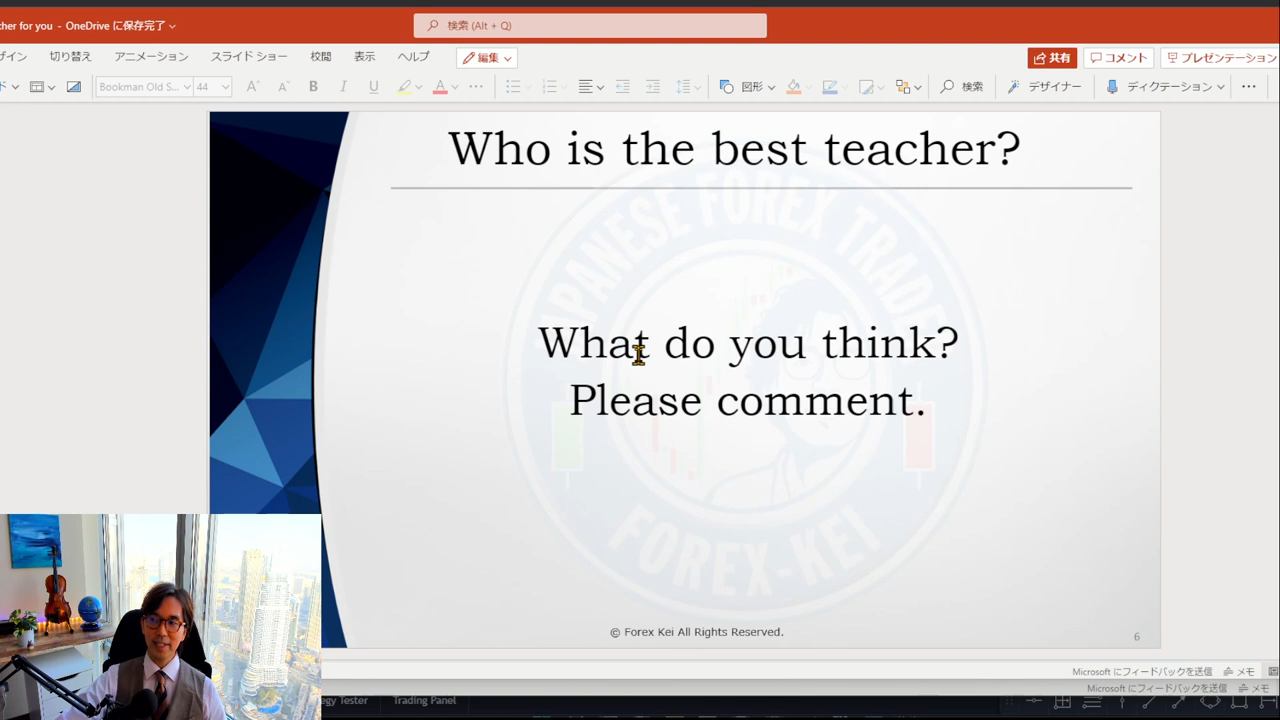 cher for you - OneDrive に保存完了
検索 (Alt + Q)
ザイン 切り替え アニメーション スライド ショー 校閲 表示 ヘルプ 編集 共有 コメント プレゼンテーション
Bookman Old S... 44 B I U A 図形 検索 デザイナー ディクテーション
Who is the best teacher?
JAPANESE FOREX TRADE
What do you think?
Please comment.
FOREX-KEI
© Forex Kei All Rights Reserved.
6
Microsoft にフィードバックを送信 メモ
Microsoft にフィードバックを送信 メモ
egy Tester Trading Panel